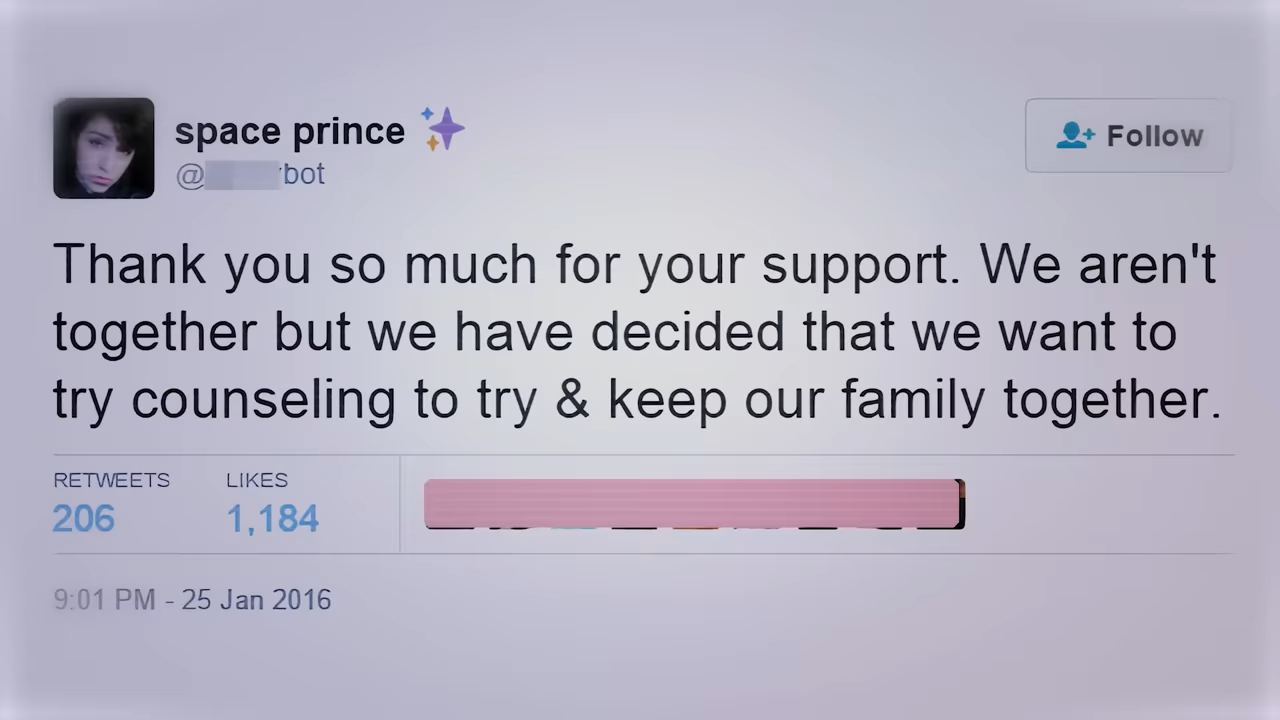 space prince
@ bot
Follow
Thank you so much for your support. We aren't
together but we have decided that we want to
try counseling to try & keep our family together.
RETWEETS LIKES
206 1,184
9:01 PM - 25 Jan 2016